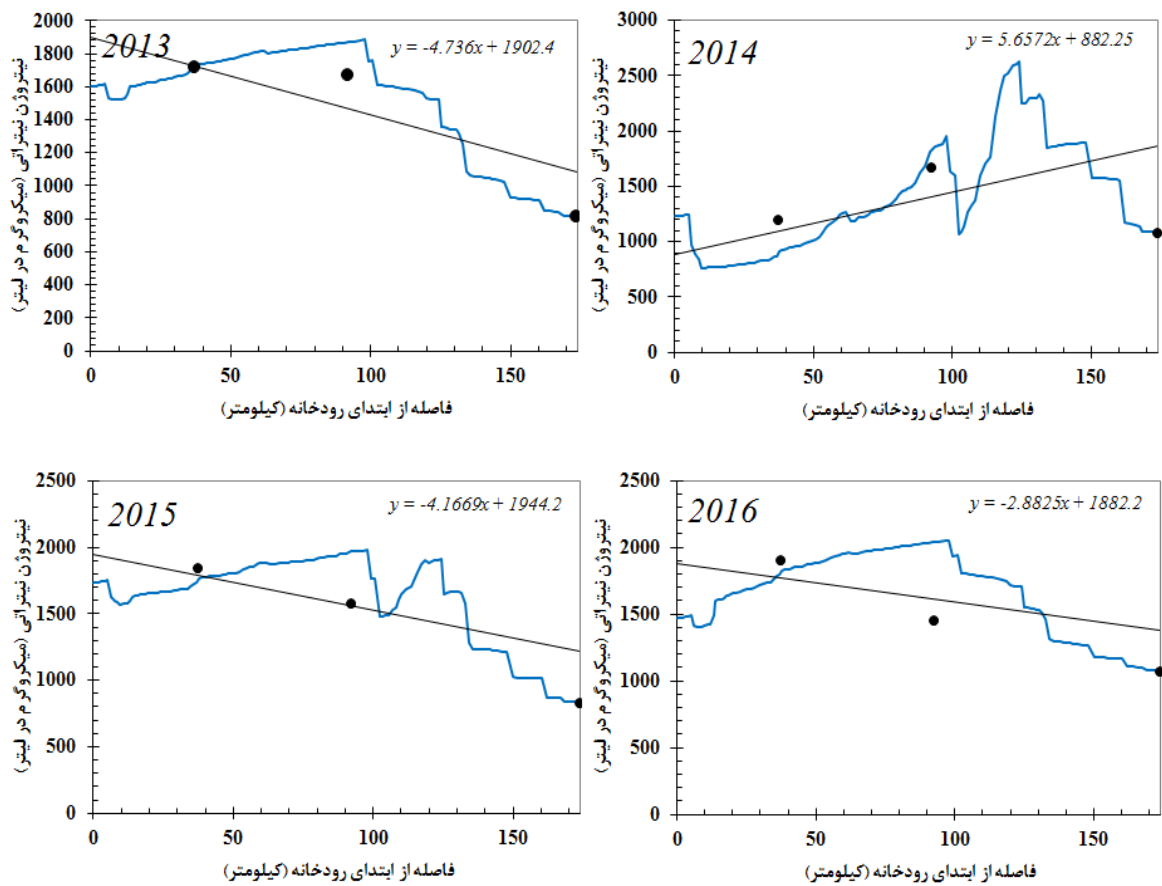 2013
y = -4.736x + 1902.4
نیتروژن نیتراتی (میکروگرم در لیتر)
2000
1800
1600
1400
1200
1000
800
600
400
200
0
0 50 100 150
فاصله از ابتدای رودخانه (کیلومتر)
2014
y = 5.6572x + 882.25
نیتروژن نیتراتی (میکروگرم در لیتر)
3000
2500
2000
1500
1000
500
0
0 50 100 150
فاصله از ابتدای رودخانه (کیلومتر)
2015
y = -4.1669x + 1944.2
نیتروژن نیتراتی (میکروگرم در لیتر)
2500
2000
1500
1000
500
0
0 50 100 150
فاصله از ابتدای رودخانه (کیلومتر)
2016
y = -2.8825x + 1882.2
نیتروژن نیتراتی (میکروگرم در لیتر)
2500
2000
1500
1000
500
0
0 50 100 150
فاصله از ابتدای رودخانه (کیلومتر)